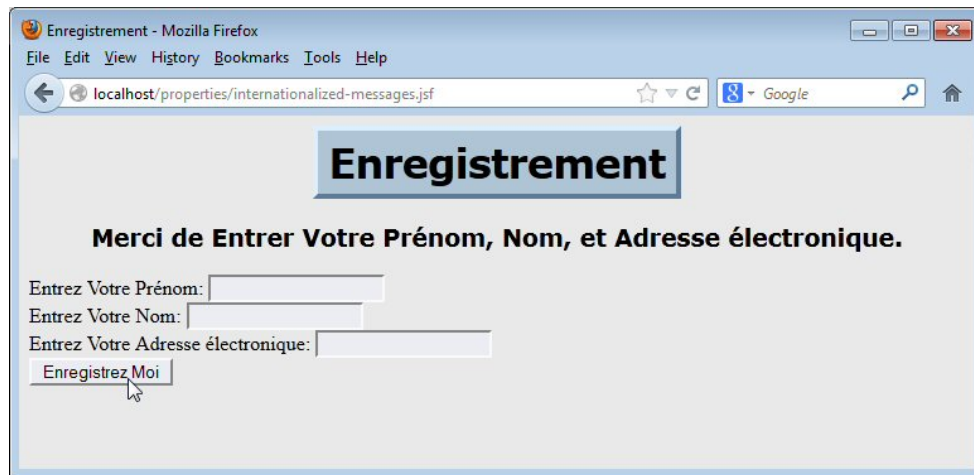 Enregistrement - Mozilla Firefox
File Edit View History Bookmarks Tools Help
localhost/properties/internationalized-messages.jsf
Google
Enregistrement
Merci de Entrer Votre Prénom, Nom, et Adresse électronique.
Entrez Votre Prénom:
Entrez Votre Nom:
Entrez Votre Adresse électronique:
Enregistrez Moi